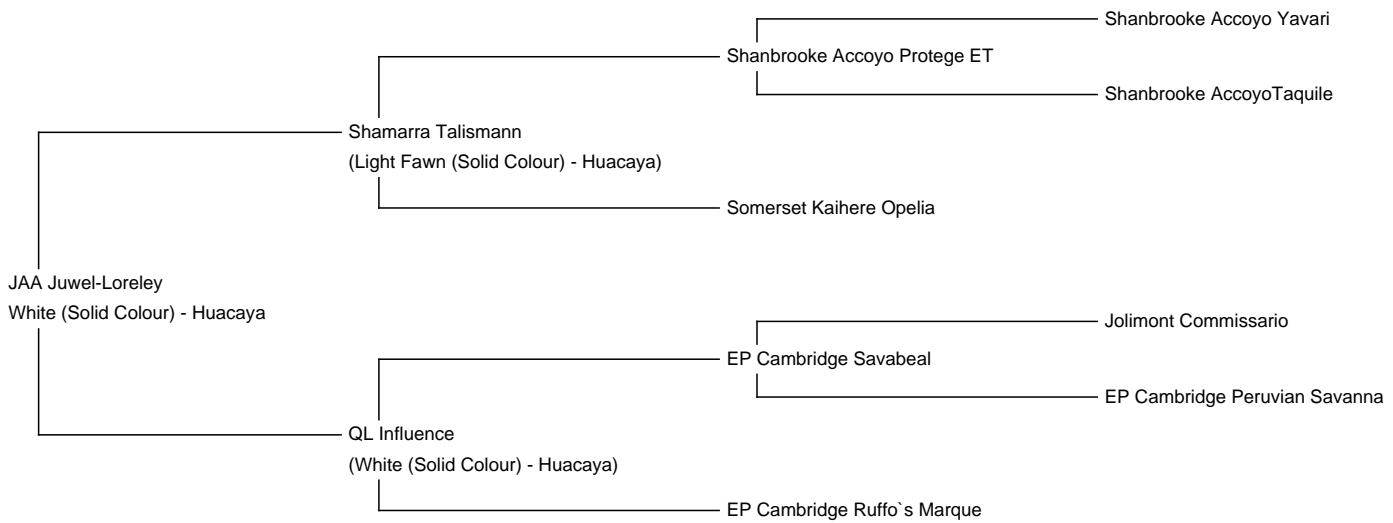 Shanbrooke Accoyo Yavari
Shanbrooke Accoyo Protege ET
Shanbrooke AccoyoTaquile
Shamarra Talismann
(Light Fawn (Solid Colour) - Huacaya)
Somerset Kaihere Opelia
JAA Juwel-Loreley
White (Solid Colour) - Huacaya
Jolimont Commissario
EP Cambridge Savabeal
EP Cambridge Peruvian Savanna
QL Influence
(White (Solid Colour) - Huacaya)
EP Cambridge Ruffo`s Marque